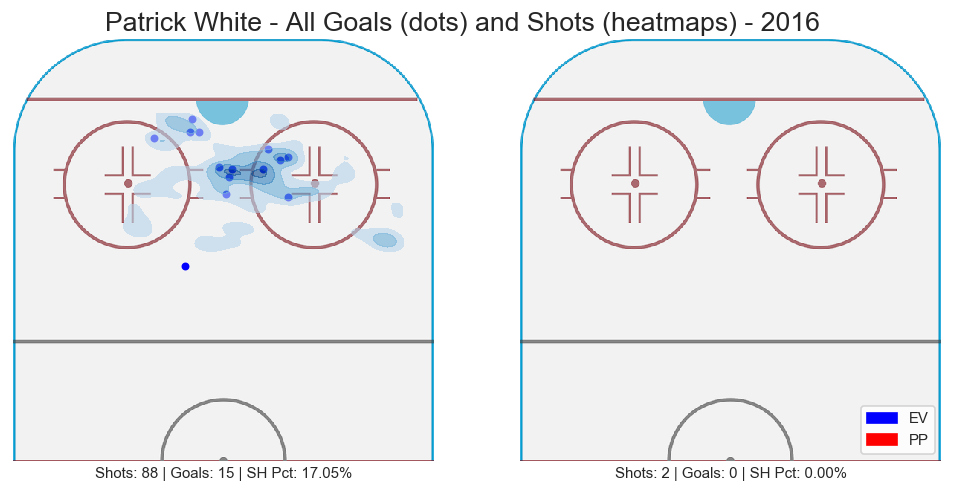 Patrick White - All Goals (dots) and Shots (heatmaps) - 2016
EV
PP
Shots: 88 | Goals: 15 | SH Pct: 17.05%
Shots: 2 | Goals: 0 | SH Pct: 0.00%